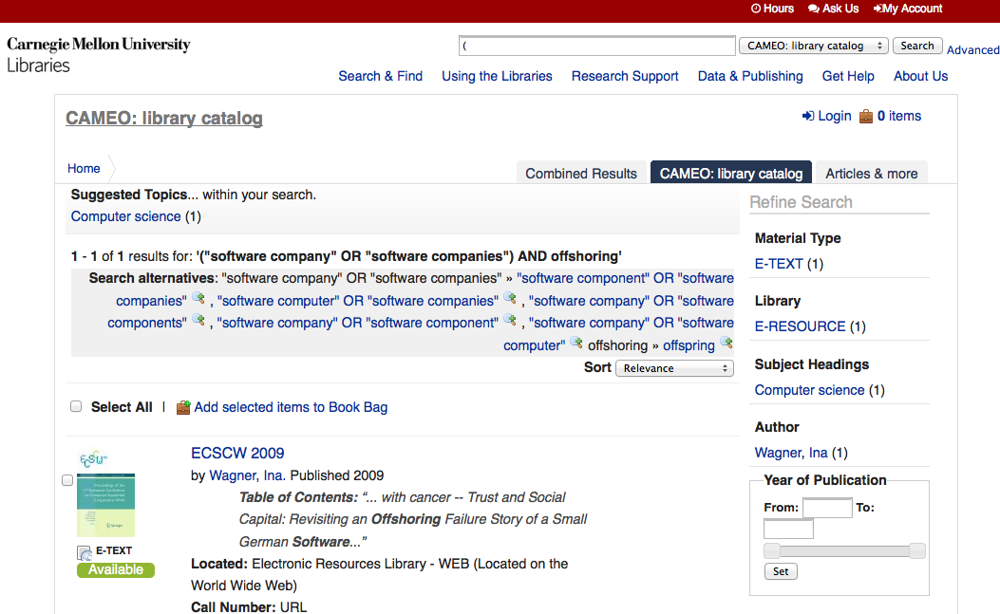 Hours Ask Us My Account
Carnegie Mellon University
Libraries
( CAMEO: library catalog Search Advanced
Search & Find Using the Libraries Research Support Data & Publishing Get Help About Us
CAMEO: library catalog
Login 0 items
Home
Combined Results CAMEO: library catalog Articles & more
Suggested Topics... within your search.
Computer science (1)
1 - 1 of 1 results for: '("software company" OR "software companies") AND offshoring'
Search alternatives: "software company" OR "software companies" » "software component" OR "software
companies" , "software computer" OR "software companies" , "software company" OR "software
components" , "software company" OR "software component" , "software company" OR "software
computer" offshoring » offspring
Sort Relevance
Select All | Add selected items to Book Bag
ECSCW 2009
by Wagner, Ina. Published 2009
Table of Contents: “... with cancer -- Trust and Social
Capital: Revisiting an Offshoring Failure Story of a Small
German Software...”
Located: Electronic Resources Library - WEB (Located on the
World Wide Web)
Call Number: URL
E-TEXT
Available
Refine Search
Material Type
E-TEXT (1)
Library
E-RESOURCE (1)
Subject Headings
Computer science (1)
Author
Wagner, Ina (1)
Year of Publication
From: To:
Set